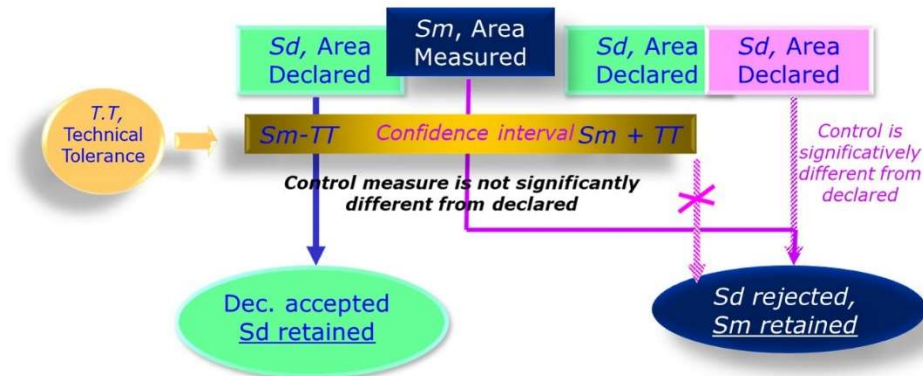 Sd, Area
Declared
Sm, Area
Measured
Sd, Area
Declared
Sd, Area
Declared
T.T,
Technical
Tolerance
Sm-TT
Confidence interval
Sm + TT
Control is
significatively
different from
declared
Control measure is not significantly
different from declared
Dec. accepted
Sd retained
Sd rejected,
Sm retained